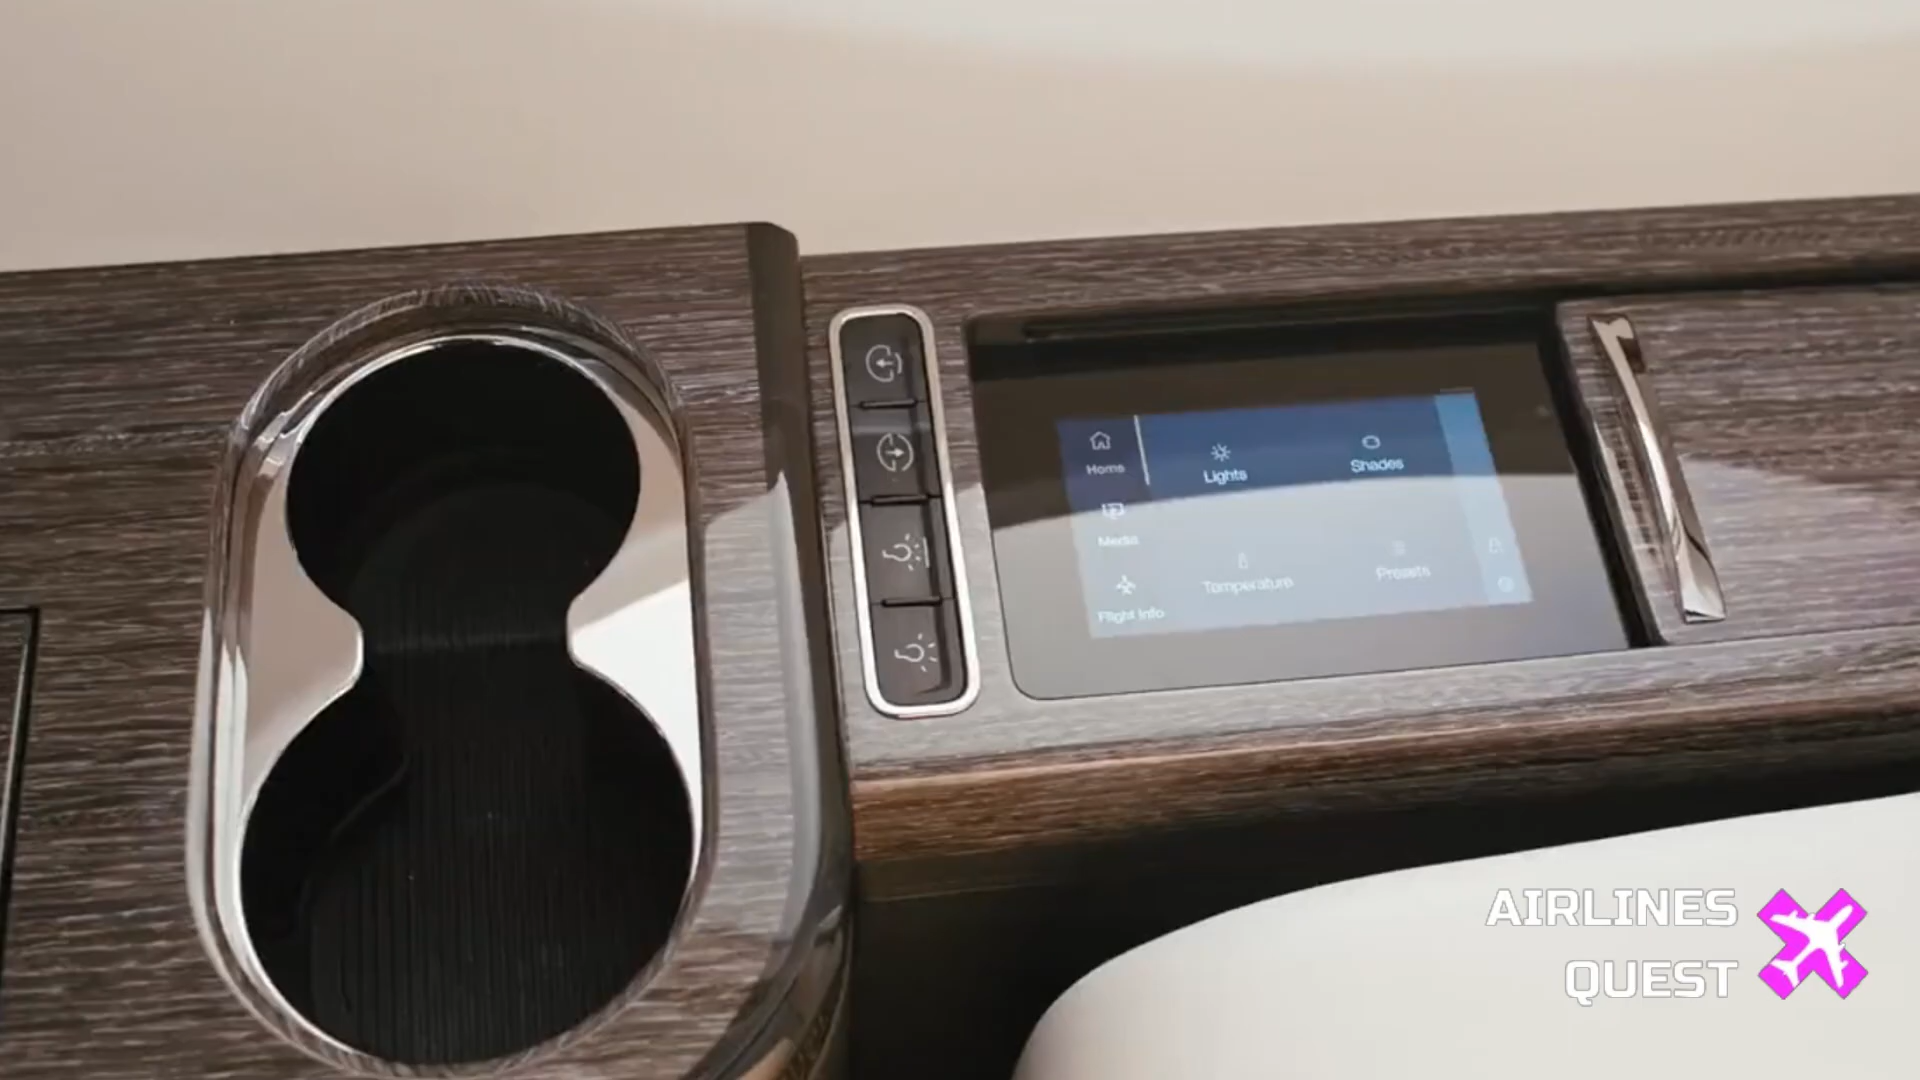 Home
Lights
Shades
Media
Temperature
Presets
Flight Info
AIRLINES
QUEST